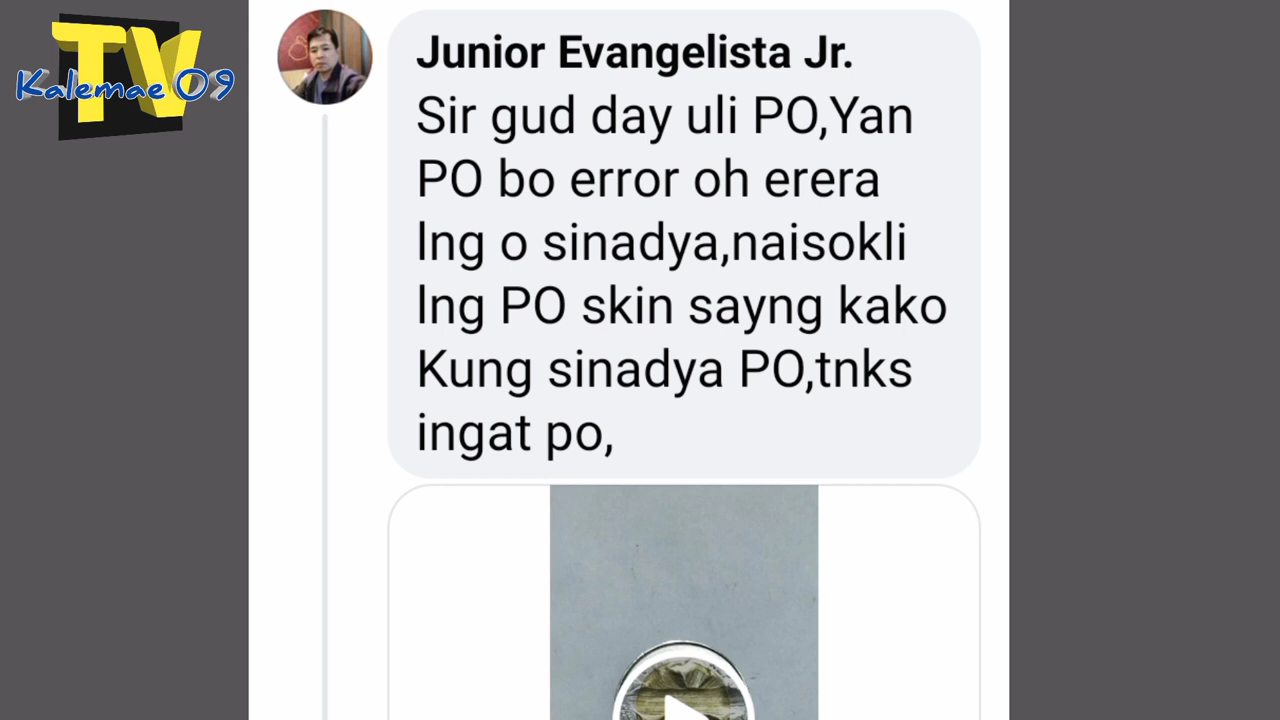 TV
Kalemae 09
Junior Evangelista Jr.
Sir gud day uli PO,Yan
PO bo error oh erera
lng o sinadya,naisokli
lng PO skin sayng kako
Kung sinadya PO,tnks
ingat po,